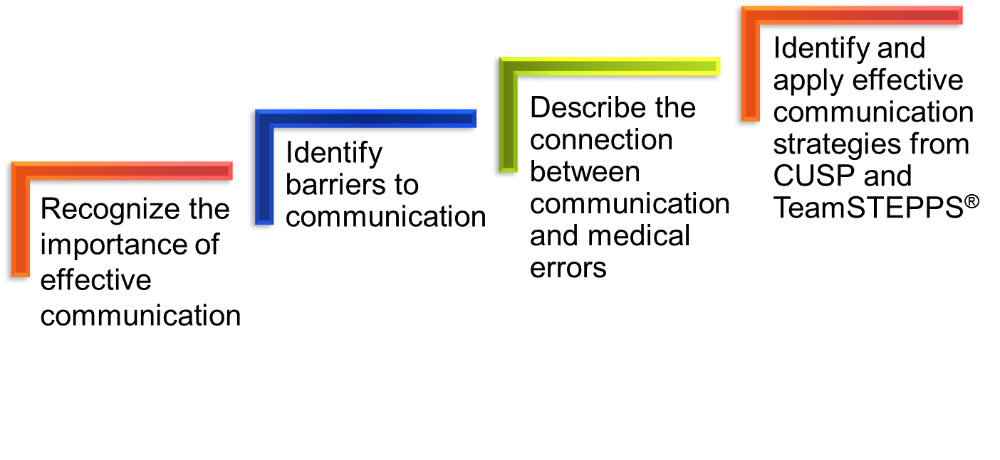 Recognize the
importance of
effective
communication
Identify
barriers to
communication
Describe the
connection
between
communication
and medical
errors
Identify and
apply effective
communication
strategies from
CUSP and
TeamSTEPPS®